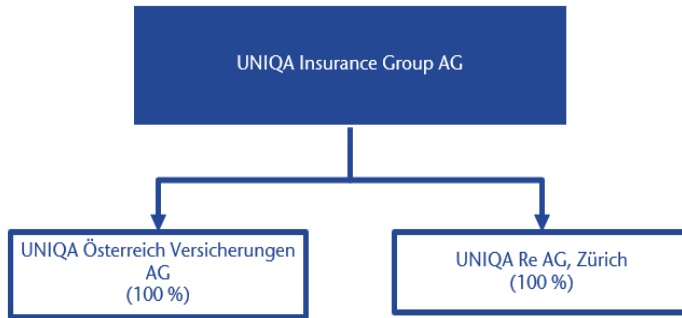 UNIQA Insurance Group AG
UNIQA Österreich Versicherungen
AG
(100 %)
UNIQA Re AG, Zürich
(100 %)